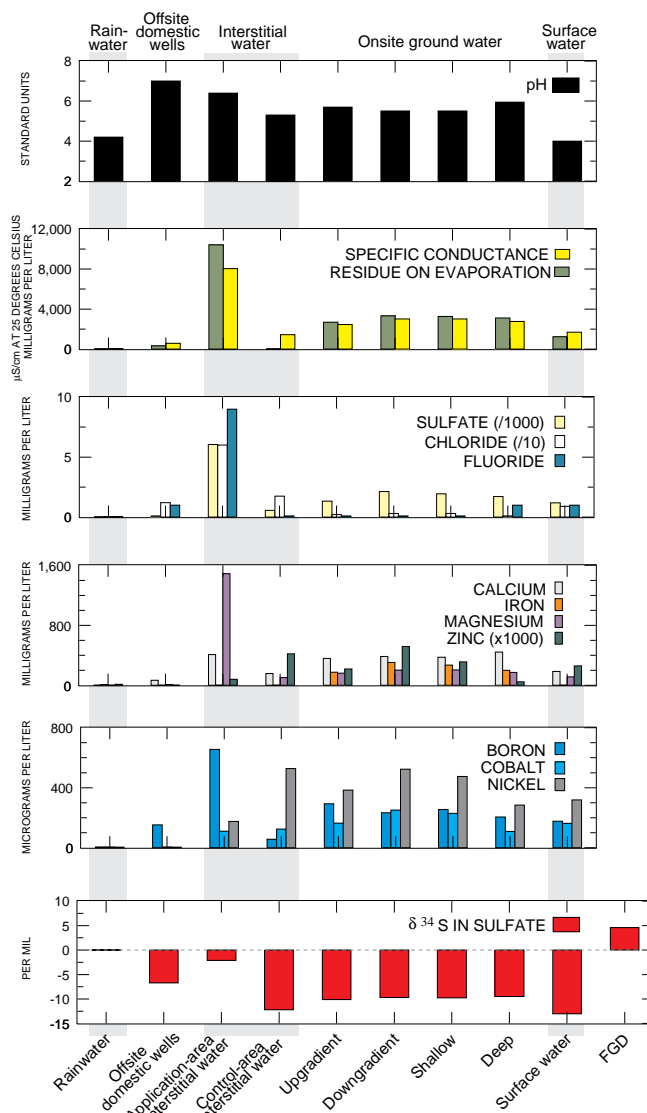 Rain-
water
Offsite
domestic
wells
Interstitial
water
Onsite ground water
Surface
water
STANDARD UNITS
8
6
4
2
pH
µS/cm AT 25 DEGREES CELSIUS
MILLIGRAMS PER LITER
12,000
8,000
4,000
0
SPECIFIC CONDUCTANCE
RESIDUE ON EVAPORATION
MILLIGRAMS PER LITER
10
5
0
SULFATE (/1000)
CHLORIDE (/10)
FLUORIDE
MILLIGRAMS PER LITER
1,600
800
0
CALCIUM
IRON
MAGNESIUM
ZINC (x1000)
MICROGRAMS PER LITER
800
400
0
BORON
COBALT
NICKEL
PER MIL
10
5
0
-5
-10
-15
δ 34 S IN SULFATE
Rainwater
Offsite
domestic wells
Application-area
nterstitial water
Control-area
nterstitial water
Upgradient
Downgradient
Shallow
Deep
Surface water
FGD